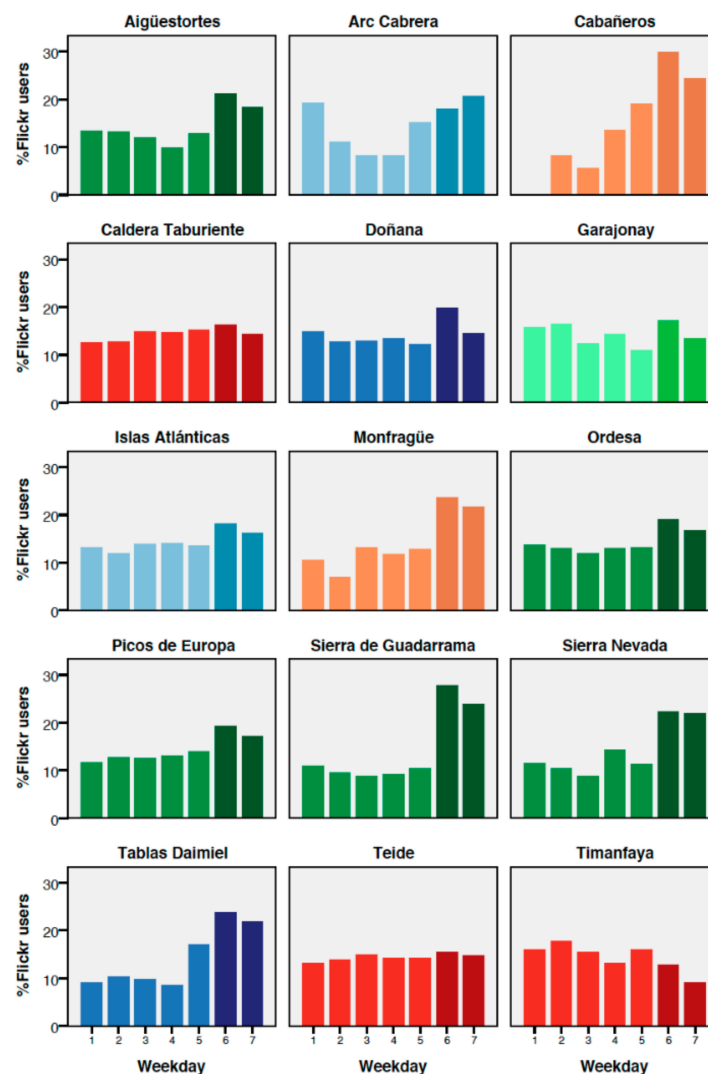 Aigüestortes Arc Cabrera Cabañeros
%Flickr users
30
20
10
0
Caldera Taburiente Doñana Garajonay
%Flickr users
30
20
10
0
Islas Atlánticas Monfragüe Ordesa
%Flickr users
30
20
10
0
Picos de Europa Sierra de Guadarrama Sierra Nevada
%Flickr users
30
20
10
0
Tablas Daimiel Teide Timanfaya
%Flickr users
30
20
10
0
1 2 3 4 5 6 7 1 2 3 4 5 6 7 1 2 3 4 5 6 7
Weekday Weekday Weekday